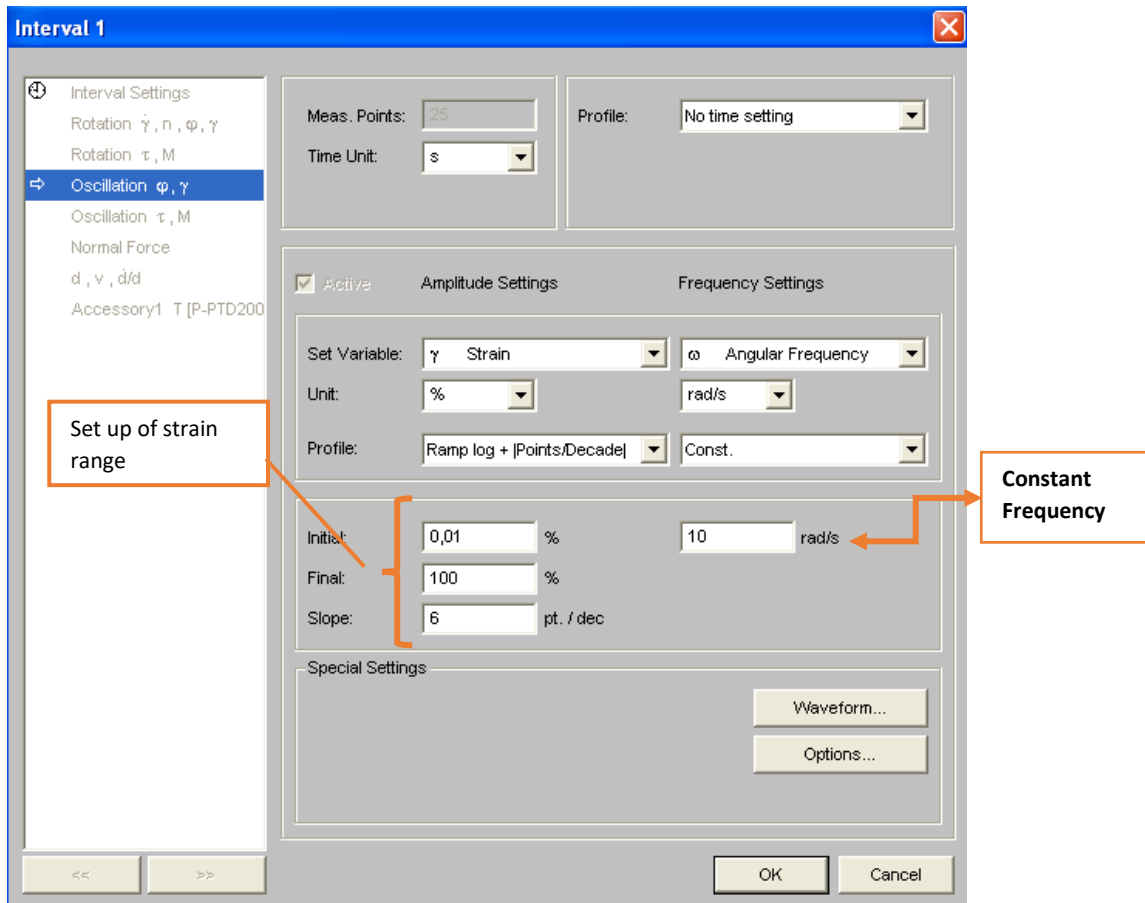 Interval 1
Interval Settings
Rotation γ̇ , n , φ , γ
Rotation τ , M
Oscillation φ , γ
Oscillation τ , M
Normal Force
d , v , ḋ/d
Accessory1 T [P-PTD200
<<
>>
Meas. Points: 25
Time Unit: s
Profile: No time setting
Active Amplitude Settings Frequency Settings
Set Variable: γ Strain ω Angular Frequency
Unit: % rad/s
Profile: Ramp log + |Points/Decade| Const.
Initial: 0,01 % 10 rad/s
Final: 100 %
Slope: 6 pt. / dec
Special Settings
Waveform...
Options...
OK Cancel
Set up of strain
range
Constant
Frequency